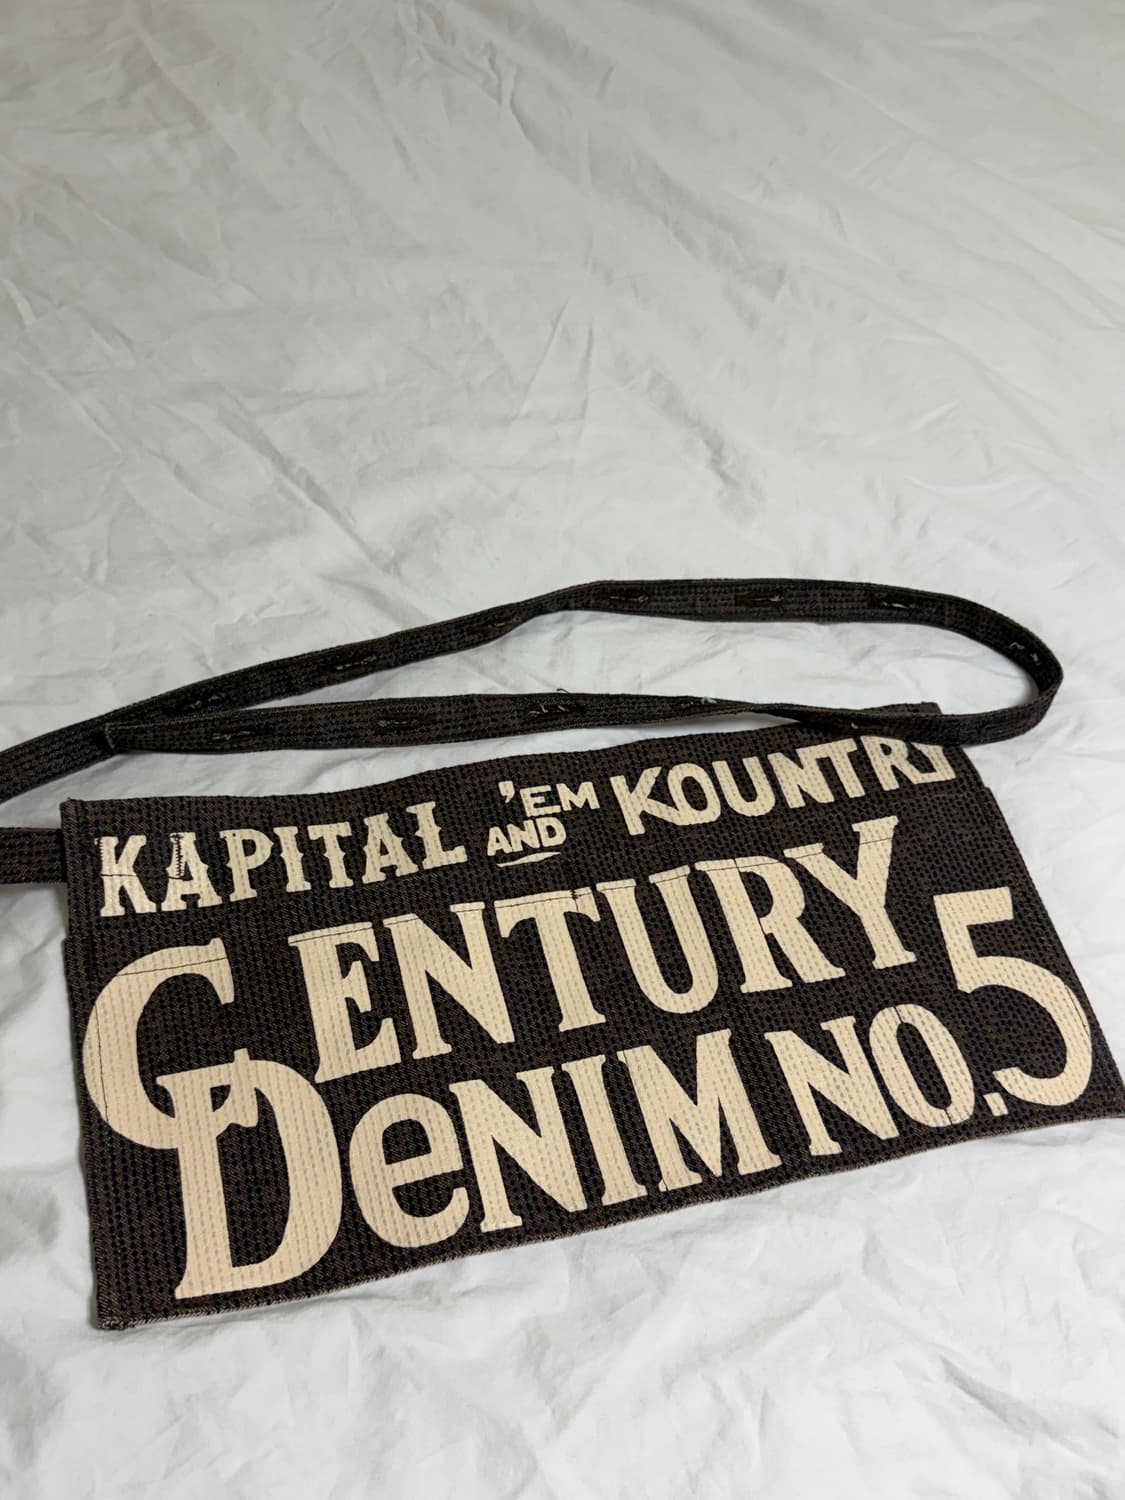 KAPITAL 'EM AND KOUNTRY
CENTURY
DeNIM NO. 5